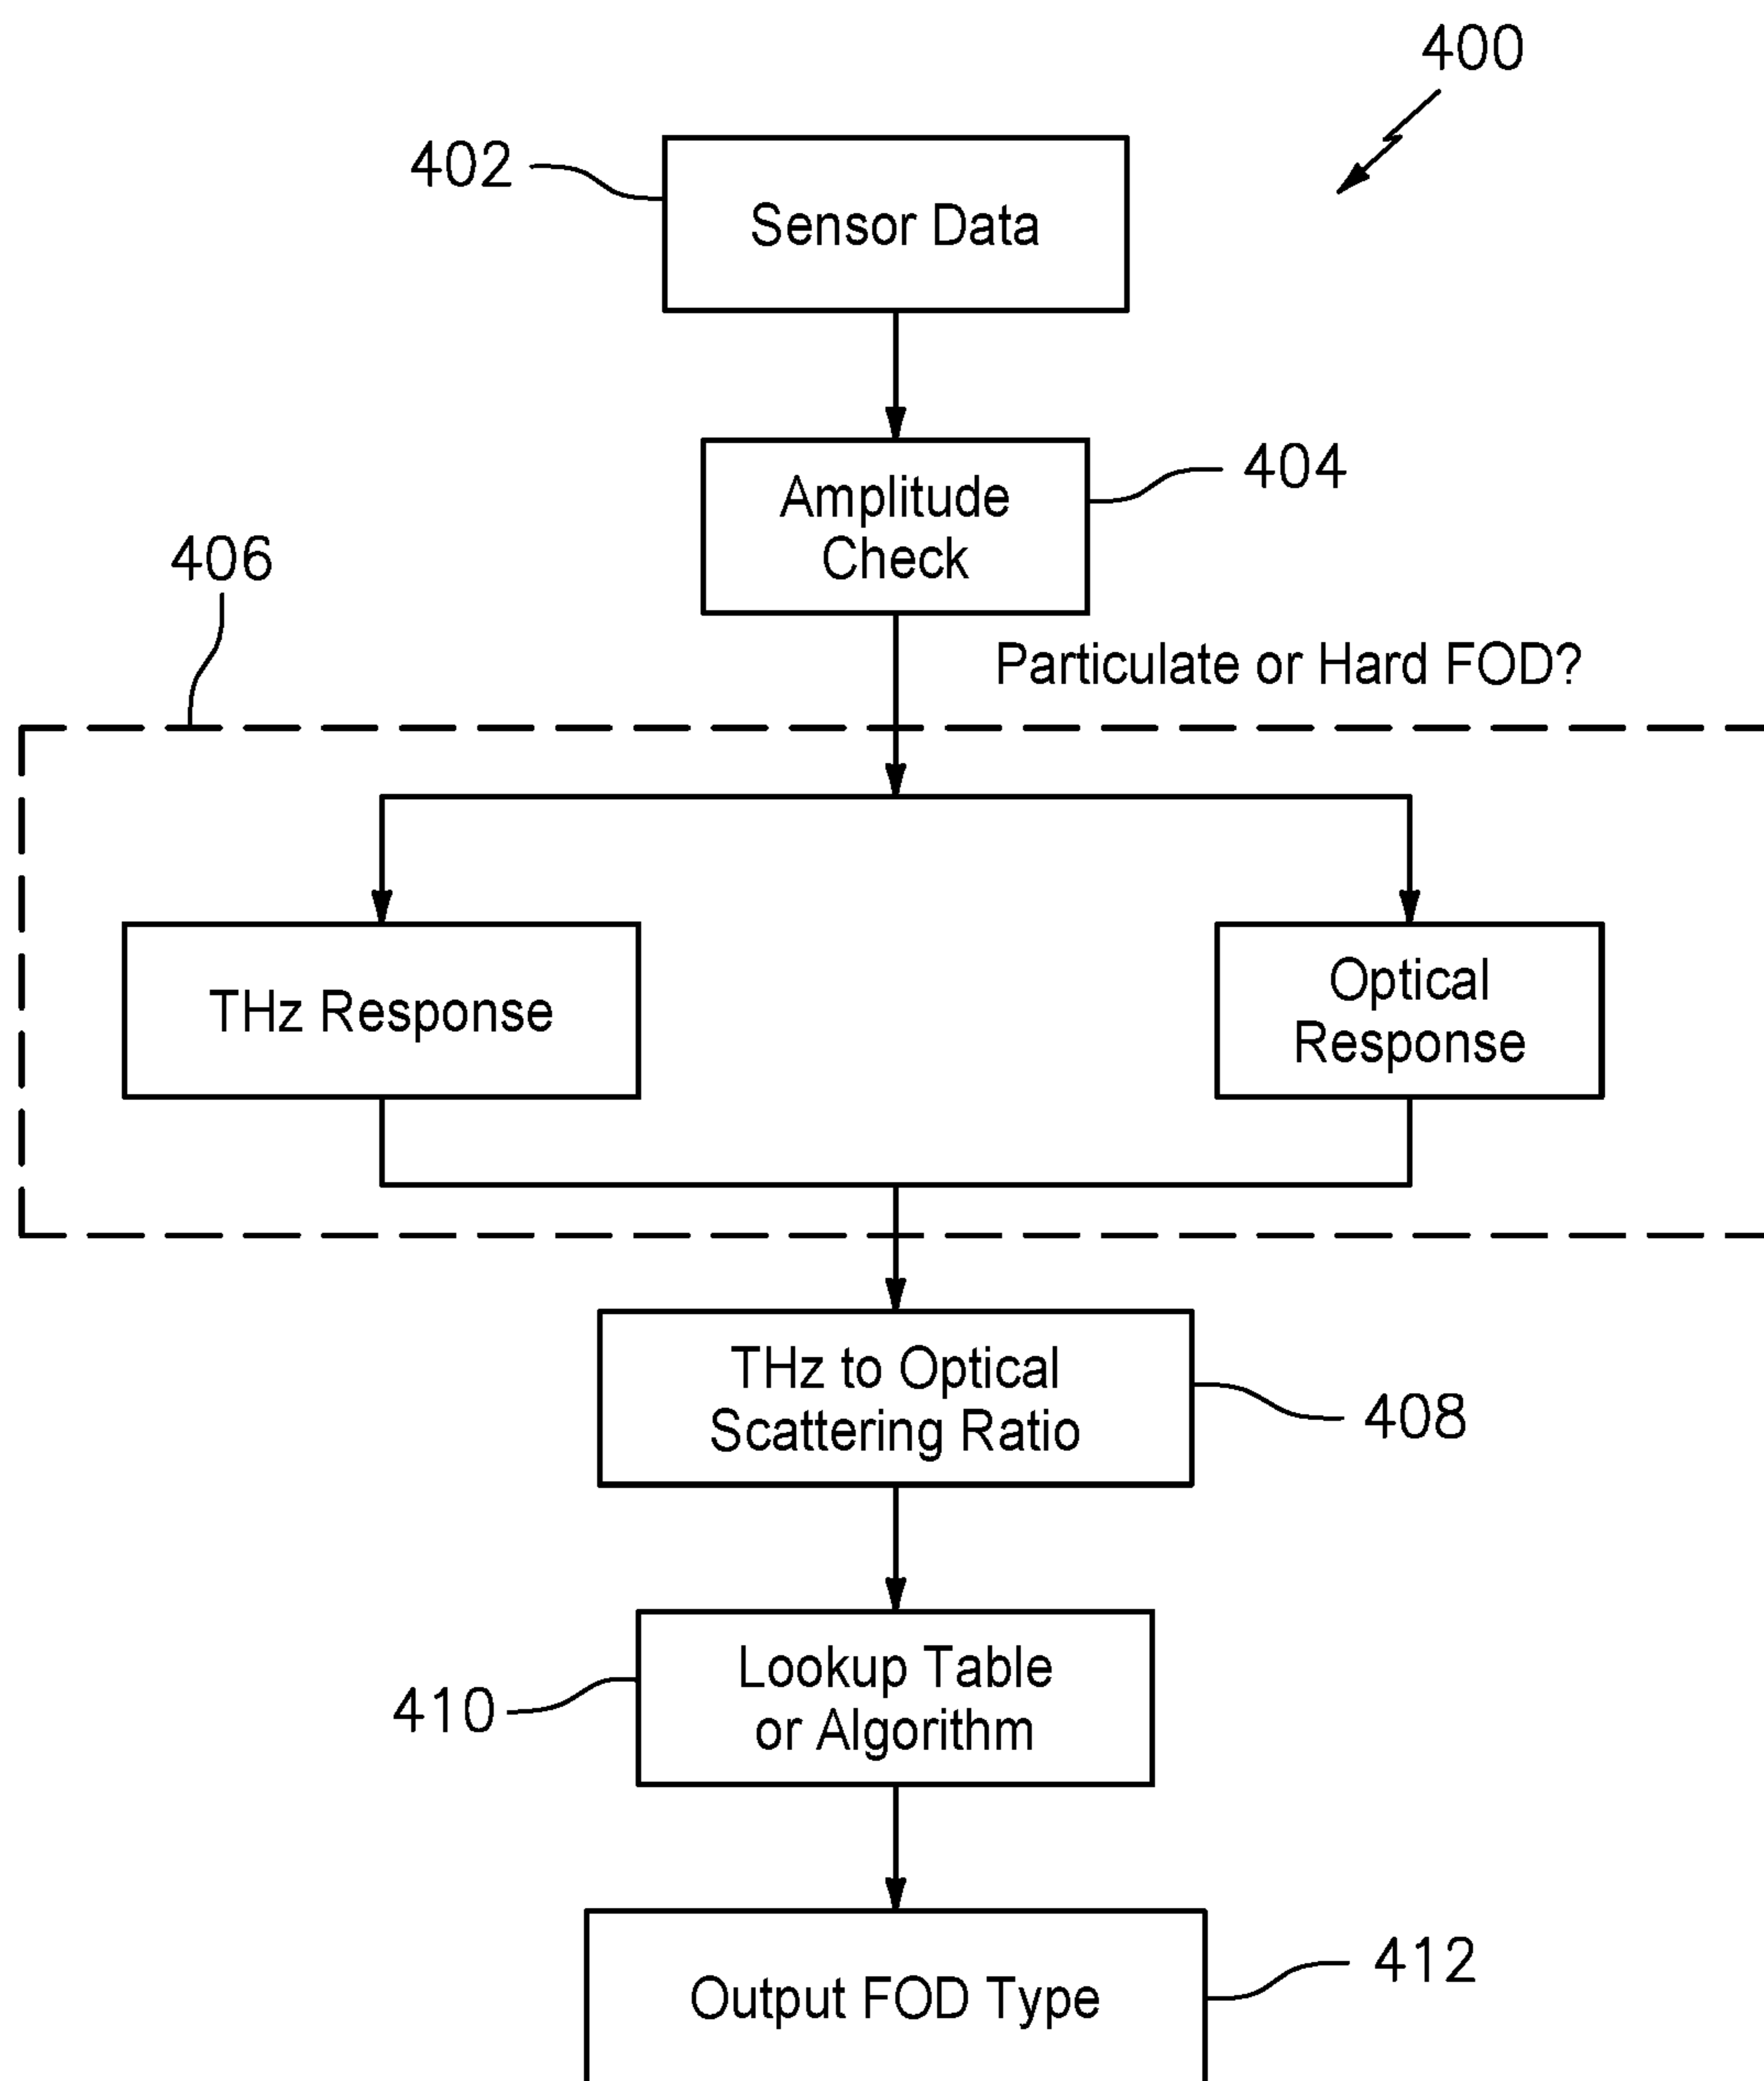 400
402
Sensor Data
404
Amplitude
Check
406
Particulate or Hard FOD?
THz Response
Optical
Response
THz to Optical
Scattering Ratio
408
Lookup Table
or Algorithm
410
Output FOD Type
412